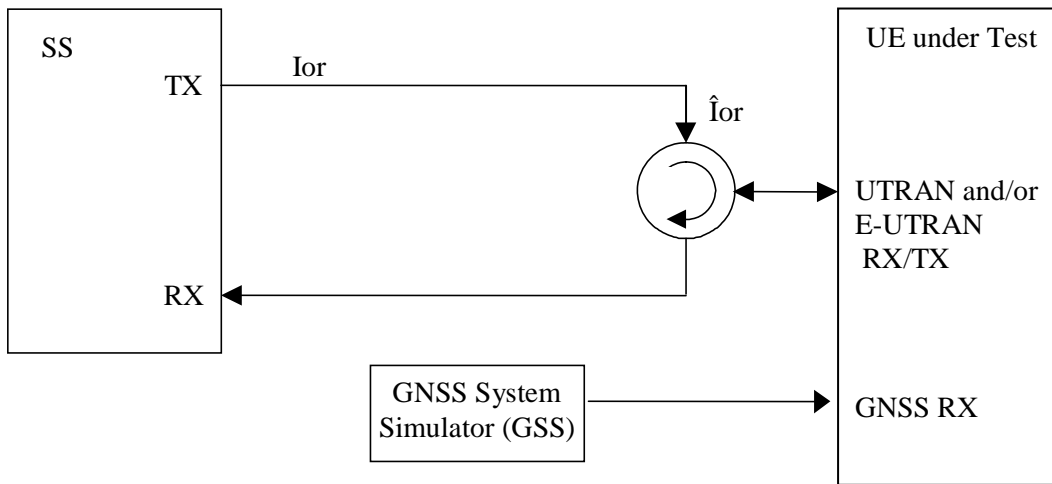 SS
TX
Ior
Îor
RX
UE under Test
UTRAN and/or
E-UTRAN
RX/TX
GNSS System
Simulator (GSS)
GNSS RX